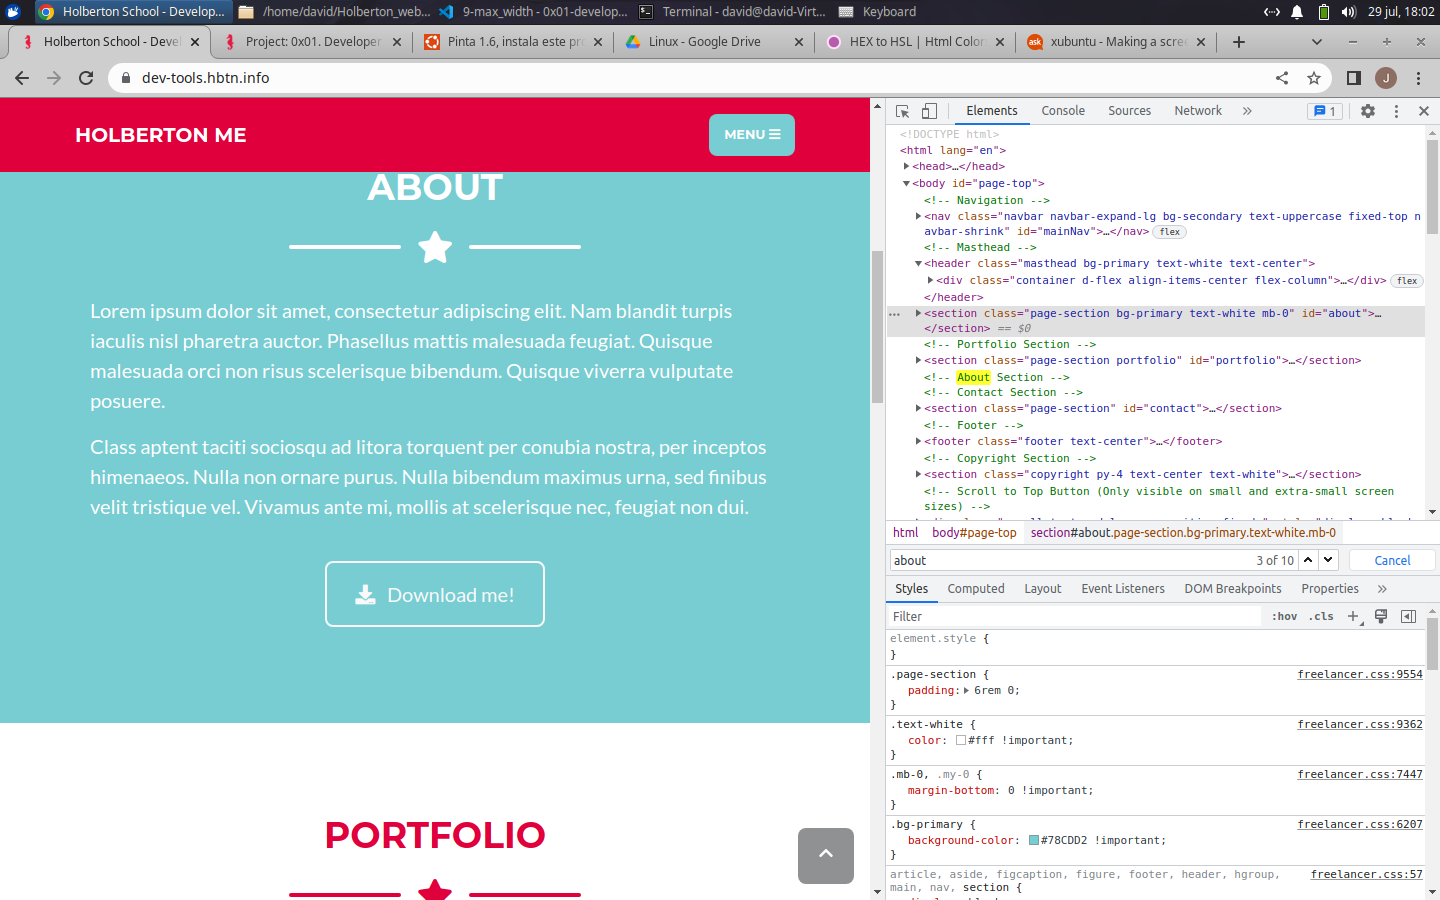 Holberton School - Develop...
/home/david/Holberton_web...
9-max_width - 0x01-develop...
Terminal - david@david-Virt...
Keyboard
29 jul, 18:02
Holberton School - Devel
Project: 0x01. Developer
Pinta 1.6, instala este pr
Linux - Google Drive
HEX to HSL | Html Color
xubuntu - Making a scre
dev-tools.hbtn.info
J
HOLBERTON ME
MENU
ABOUT
Lorem ipsum dolor sit amet, consectetur adipiscing elit. Nam blandit turpis
iaculis nisl pharetra auctor. Phasellus mattis malesuada feugiat. Quisque
malesuada orci non risus scelerisque bibendum. Quisque viverra vulputate
posuere.
Class aptent taciti sociosqu ad litora torquent per conubia nostra, per inceptos
himenaeos. Nulla non ornare purus. Nulla bibendum maximus urna, sed finibus
velit tristique vel. Vivamus ante mi, mollis at scelerisque nec, feugiat non dui.
Download me!
PORTFOLIO
Elements
Console
Sources
Network
1
<!DOCTYPE html>
<html lang="en">
<head>…</head>
<body id="page-top">
<!-- Navigation -->
<nav class="navbar navbar-expand-lg bg-secondary text-uppercase fixed-top n
avbar-shrink" id="mainNav">…</nav> flex
<!-- Masthead -->
<header class="masthead bg-primary text-white text-center">
<div class="container d-flex align-items-center flex-column">…</div> flex
</header>
<section class="page-section bg-primary text-white mb-0" id="about">…
</section> == $0
<!-- Portfolio Section -->
<section class="page-section portfolio" id="portfolio">…</section>
<!-- About Section -->
<!-- Contact Section -->
<section class="page-section" id="contact">…</section>
<!-- Footer -->
<footer class="footer text-center">…</footer>
<!-- Copyright Section -->
<section class="copyright py-4 text-center text-white">…</section>
<!-- Scroll to Top Button (Only visible on small and extra-small screen
sizes) -->
html body#page-top section#about.page-section.bg-primary.text-white.mb-0
about
3 of 10
Cancel
Styles
Computed
Layout
Event Listeners
DOM Breakpoints
Properties
Filter
:hov .cls
element.style {
}
.page-section { freelancer.css:9554
padding: 6rem 0;
}
.text-white { freelancer.css:9362
color: #fff !important;
}
.mb-0, .my-0 { freelancer.css:7447
margin-bottom: 0 !important;
}
.bg-primary { freelancer.css:6207
background-color: #78CDD2 !important;
}
article, aside, figcaption, figure, footer, header, hgroup, freelancer.css:57
main, nav, section {